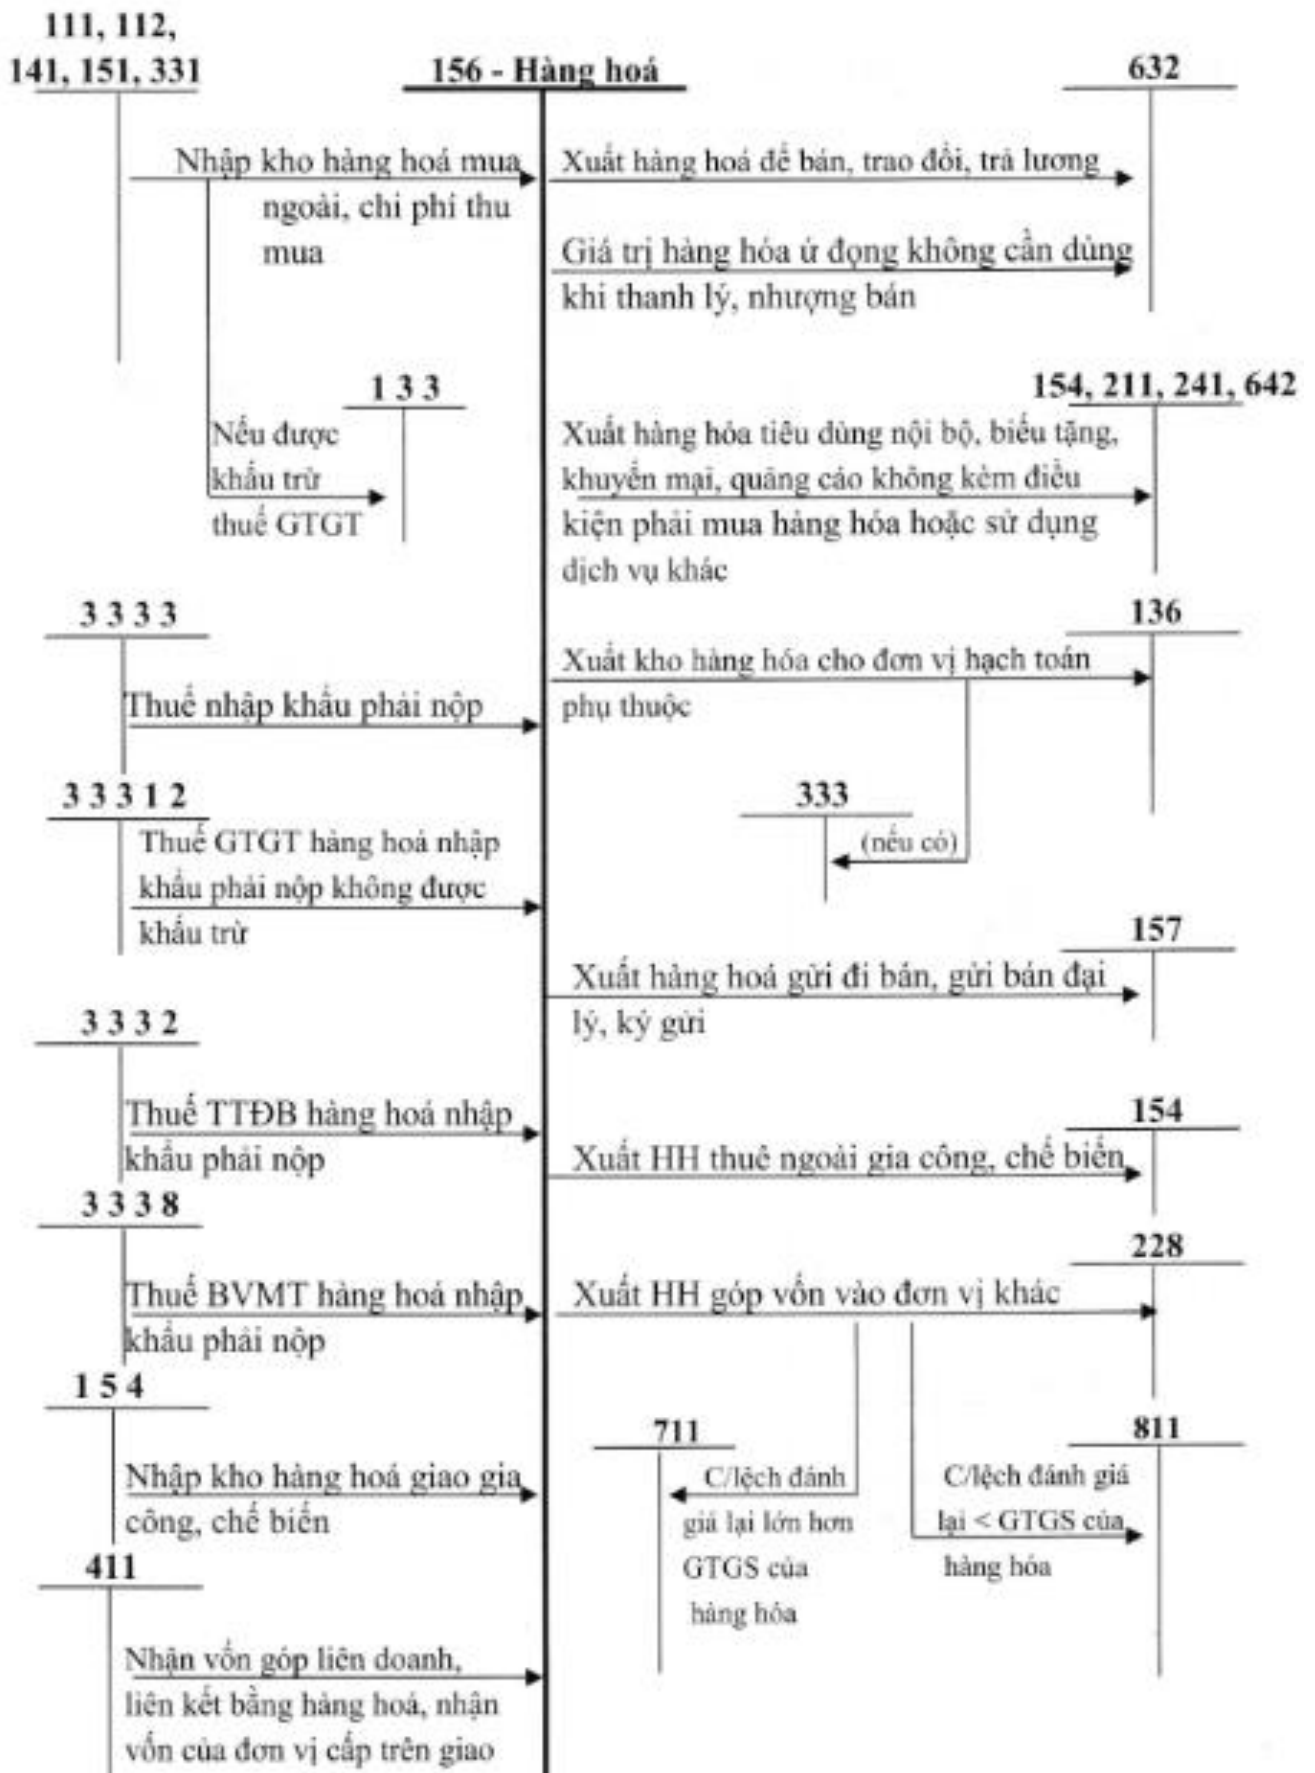 111, 112,
141, 151, 331
156 - Hàng hoá
632
Nhập kho hàng hoá mua
ngoài, chi phí thu
mua
Xuất hàng hoá để bán, trao đổi, trả lương
Giá trị hàng hóa ứ đọng không cần dùng
khi thanh lý, nhượng bán
1 3 3
Nếu được
khấu trừ
thuế GTGT
154, 211, 241, 642
Xuất hàng hóa tiêu dùng nội bộ, biếu tặng,
khuyến mại, quảng cáo không kèm điều
kiện phải mua hàng hóa hoặc sử dụng
dịch vụ khác
3 3 3 3
Thuế nhập khẩu phải nộp
136
Xuất kho hàng hóa cho đơn vị hạch toán
phụ thuộc
333
(nếu có)
3 3 3 1 2
Thuế GTGT hàng hoá nhập
khẩu phải nộp không được
khấu trừ
157
Xuất hàng hoá gửi đi bán, gửi bán đại
lý, ký gửi
3 3 3 2
Thuế TTĐB hàng hoá nhập
khẩu phải nộp
154
Xuất HH thuê ngoài gia công, chế biến
3 3 3 8
Thuế BVMT hàng hoá nhập
khẩu phải nộp
228
Xuất HH góp vốn vào đơn vị khác
1 5 4
Nhập kho hàng hoá giao gia
công, chế biến
711
C/lệch đánh
giá lại lớn hơn
GTGS của
hàng hóa
811
C/lệch đánh giá
lại < GTGS của
hàng hóa
411
Nhận vốn góp liên doanh,
liên kết bằng hàng hoá, nhận
vốn của đơn vị cấp trên giao